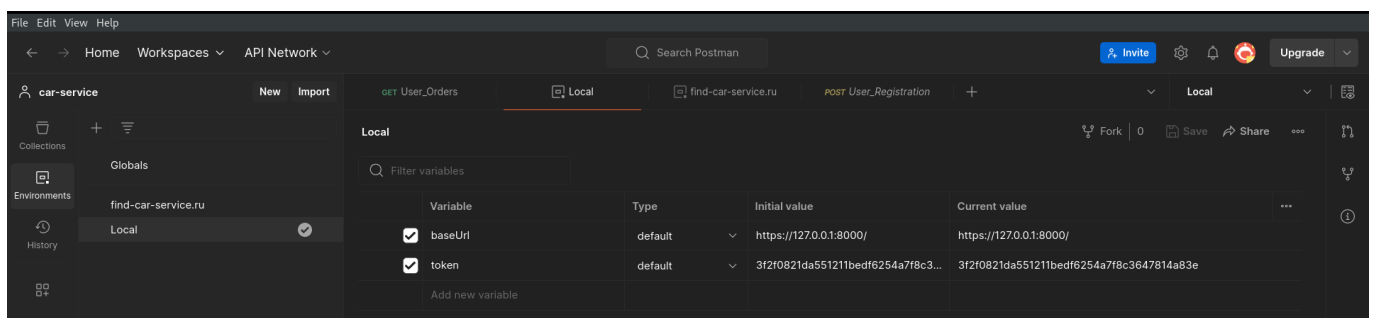 File Edit View Help
Home Workspaces API Network Search Postman Invite Upgrade
car-service New Import GET User_Orders Local find-car-service.ru POST User_Registration Local
Collections
Local Fork 0 Save Share
Globals
Filter variables
Environments
find-car-service.ru
Variable Type Initial value Current value
Local
baseUrl default https://127.0.0.1:8000/ https://127.0.0.1:8000/
History
token default 3f2f0821da551211bedf6254a7f8c3... 3f2f0821da551211bedf6254a7f8c3647814a83e
Add new variable